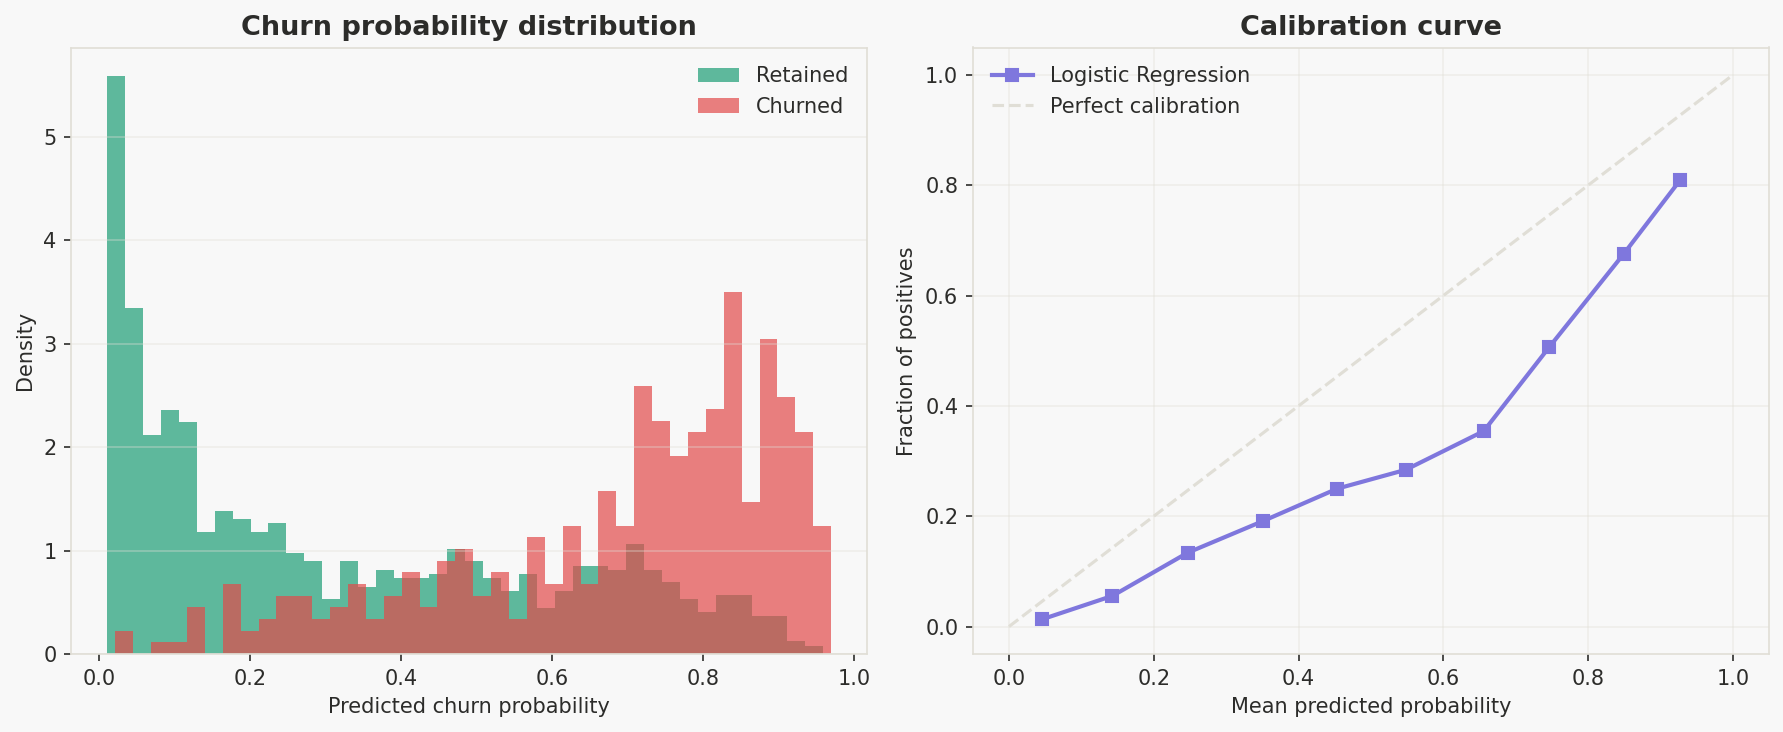 Churn probability distribution
Retained
Churned
Density
5
4
3
2
1
0
0.0 0.2 0.4 0.6 0.8 1.0
Predicted churn probability
Calibration curve
Logistic Regression
Perfect calibration
Fraction of positives
1.0
0.8
0.6
0.4
0.2
0.0
0.0 0.2 0.4 0.6 0.8 1.0
Mean predicted probability